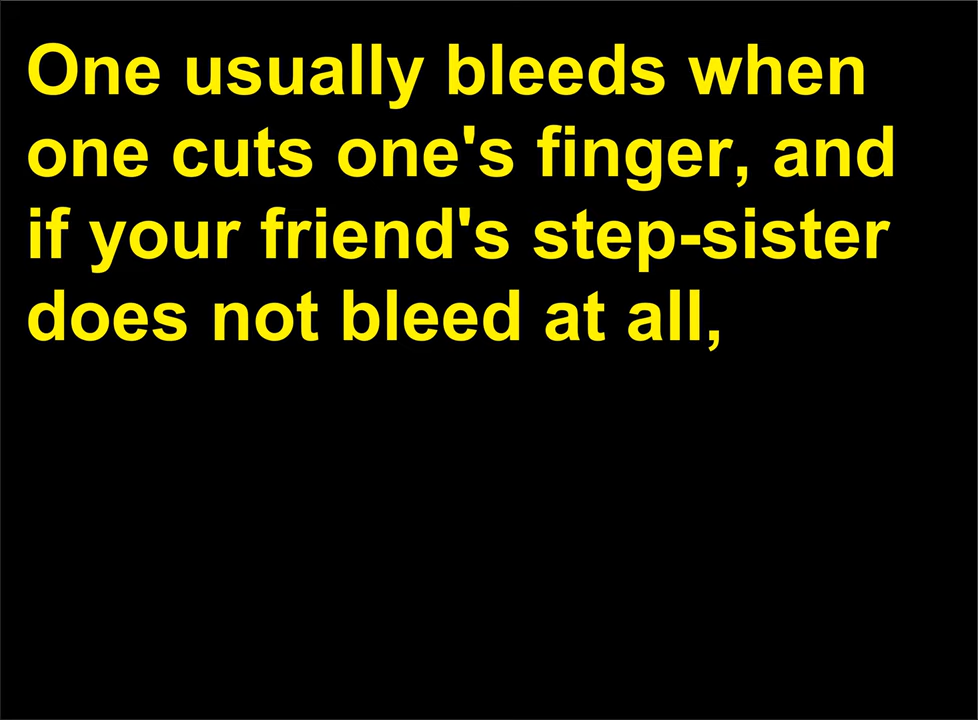 One usually bleeds when
one cuts one's finger, and
if your friend's step-sister
does not bleed at all,